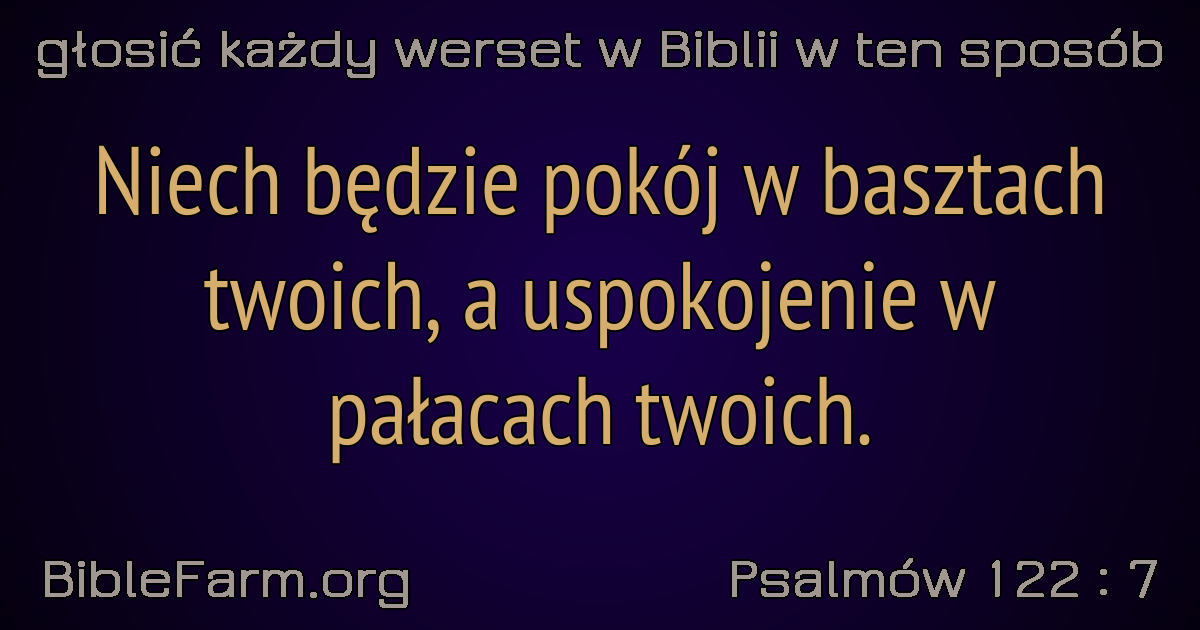 głosić każdy werset w Biblii w ten sposób
Niech będzie pokój w basztach
twoich, a uspokojenie w
pałacach twoich.
BibleFarm.org
Psalmów 122 : 7